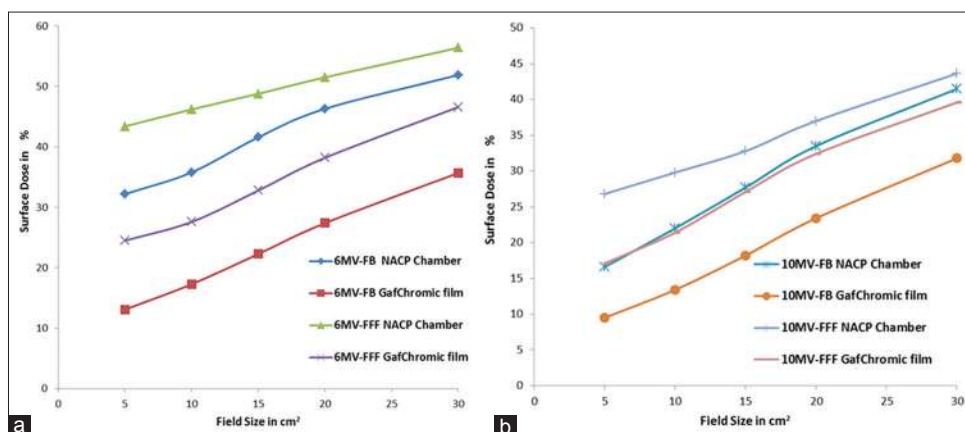 60
50
40
30
20
10
0
Surface Dose in %
0 5 10 15 20 25 30
Field Size in cm²
6MV-FB NACP Chamber
6MV-FB GafChromic film
6MV-FFF NACP Chamber
6MV-FFF GafChromic film
a
50
45
40
35
30
25
20
15
10
5
0
Surface Dose in %
0 5 10 15 20 25 30
Field Size in cm²
10MV-FB NACP Chamber
10MV-FB GafChromic film
10MV-FFF NACP Chamber
10MV-FFF GafChromic film
b